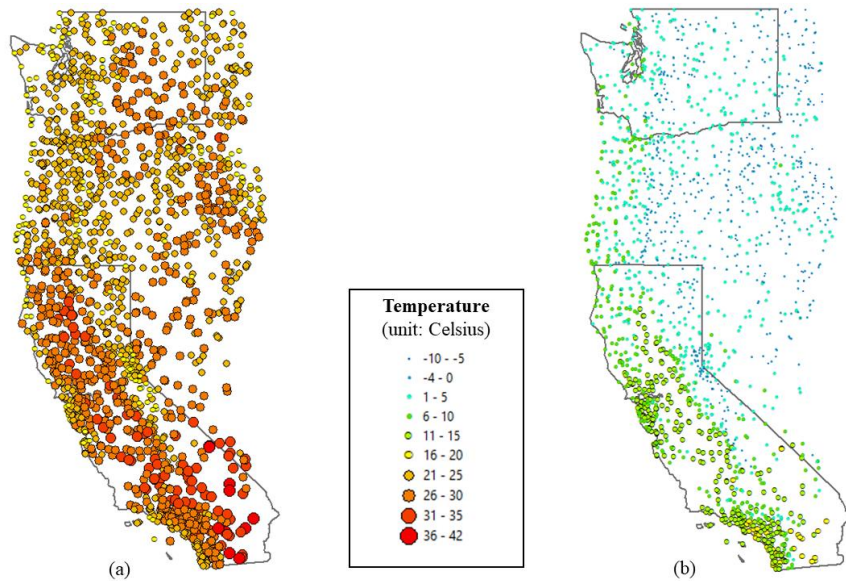 Temperature
(unit: Celsius)
-10 - -5
-4 - 0
1 - 5
6 - 10
11 - 15
16 - 20
21 - 25
26 - 30
31 - 35
36 - 42
(a)
(b)